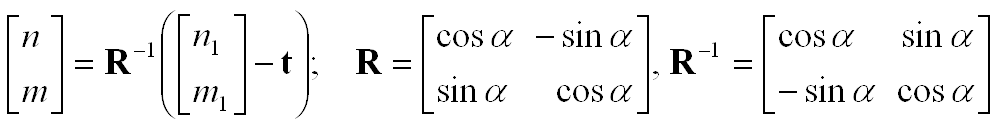 [n; m] = R⁻¹([n₁; m₁] − t);  R = [cos α  −sin α; sin α  cos α], R⁻¹ = [cos α  sin α; −sin α  cos α]